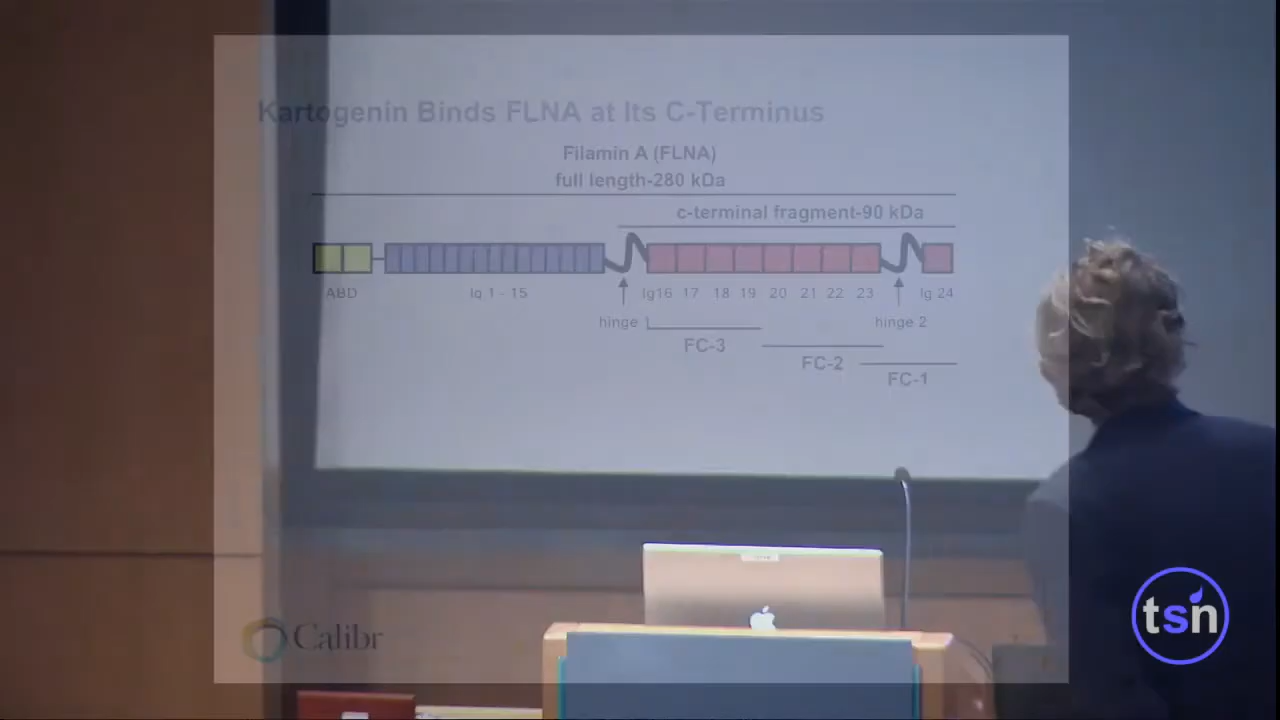 Kartogenin Binds FLNA at Its C-Terminus
Filamin A (FLNA)
full length-280 kDa
c-terminal fragment-90 kDa
ABD
Ig 1 - 15
Ig16 17 18 19 20 21 22 23
Ig 24
hinge 1
hinge 2
FC-3
FC-2
FC-1
Calibr
tsn